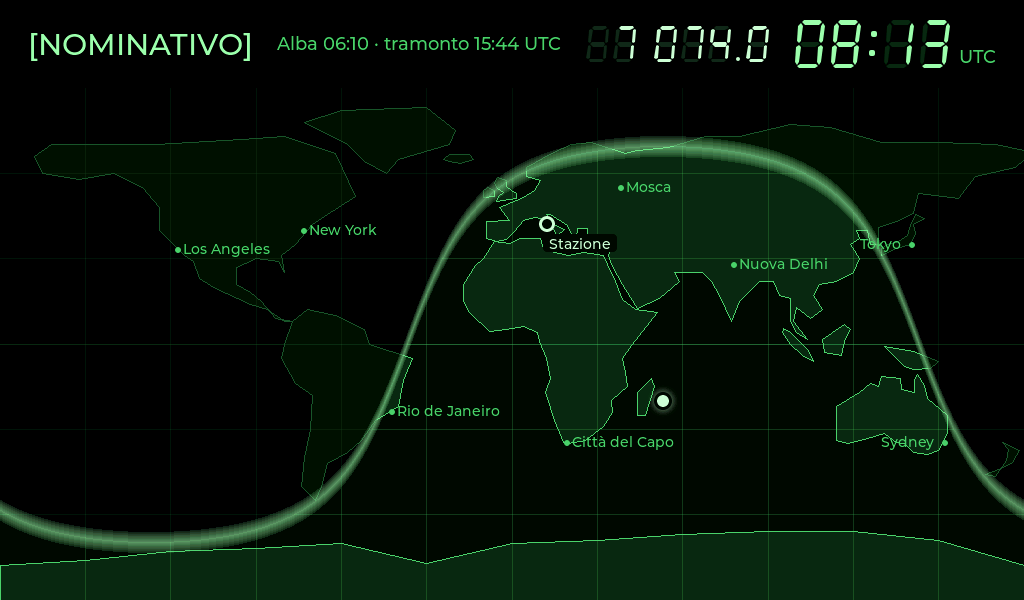 [NOMINATIVO]
Alba 06:10 · tramonto 15:44 UTC
7 074.0
08:13 UTC
Mosca
New York
Los Angeles
Stazione
Tokyo
Nuova Delhi
Rio de Janeiro
Città del Capo
Sydney